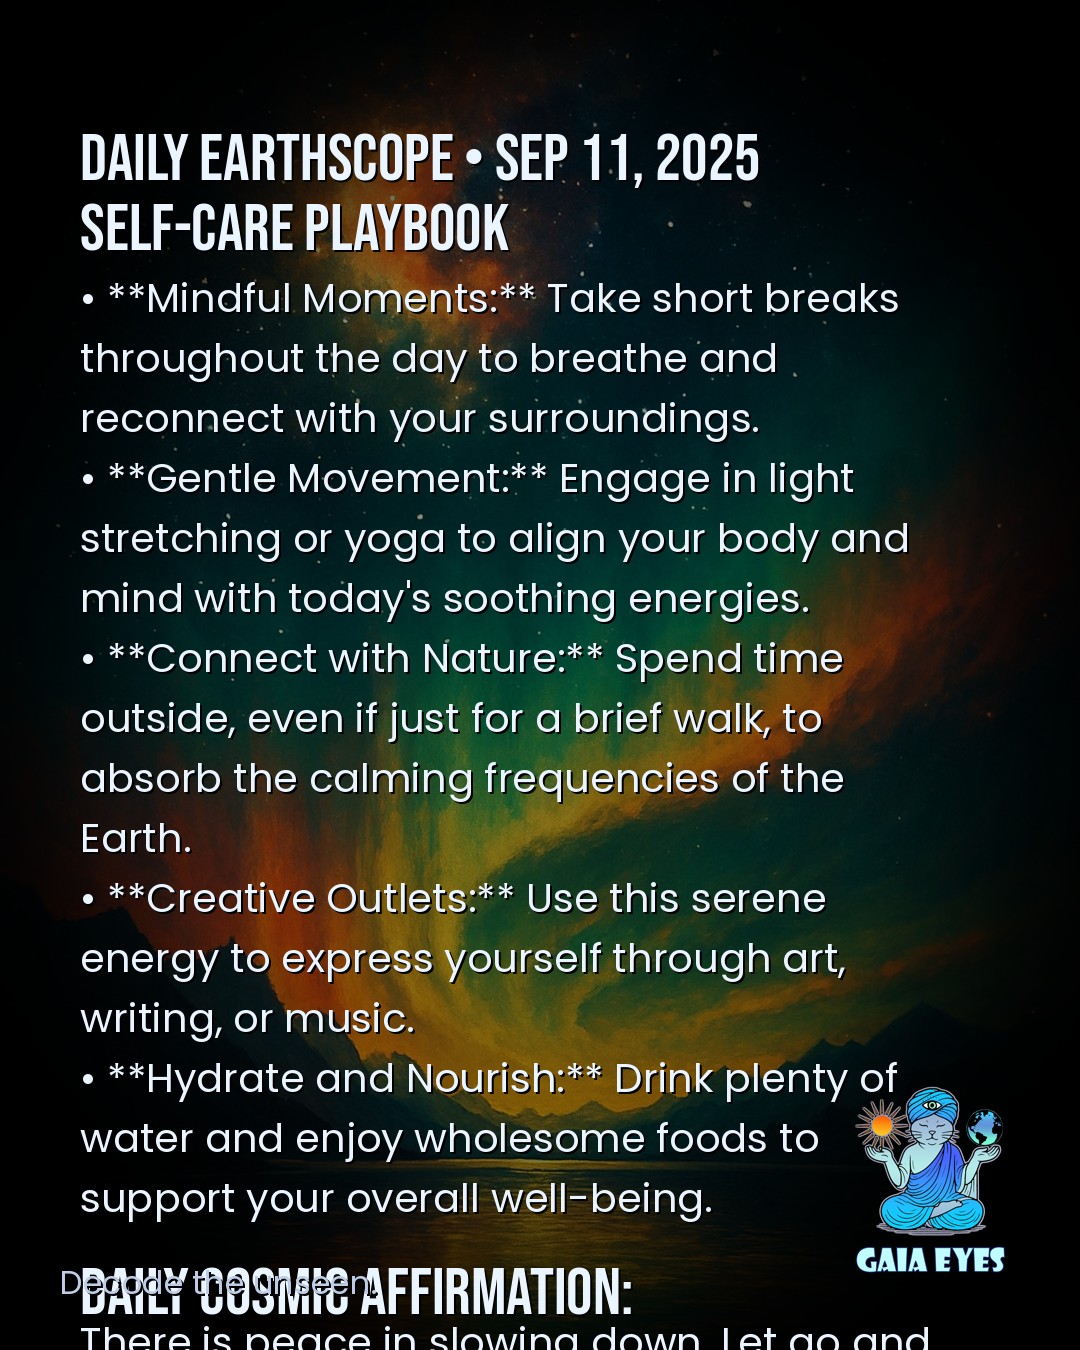 DAILY EARTHSCOPE • SEP 11, 2025
SELF-CARE PLAYBOOK
• **Mindful Moments:** Take short breaks
throughout the day to breathe and
reconnect with your surroundings.
• **Gentle Movement:** Engage in light
stretching or yoga to align your body and
mind with today's soothing energies.
• **Connect with Nature:** Spend time
outside, even if just for a brief walk, to
absorb the calming frequencies of the
Earth.
• **Creative Outlets:** Use this serene
energy to express yourself through art,
writing, or music.
• **Hydrate and Nourish:** Drink plenty of
water and enjoy wholesome foods to
support your overall well-being.
GAIA EYES
Decode the unseen.
DAILY COSMIC AFFIRMATION:
There is peace in slowing down. Let go and